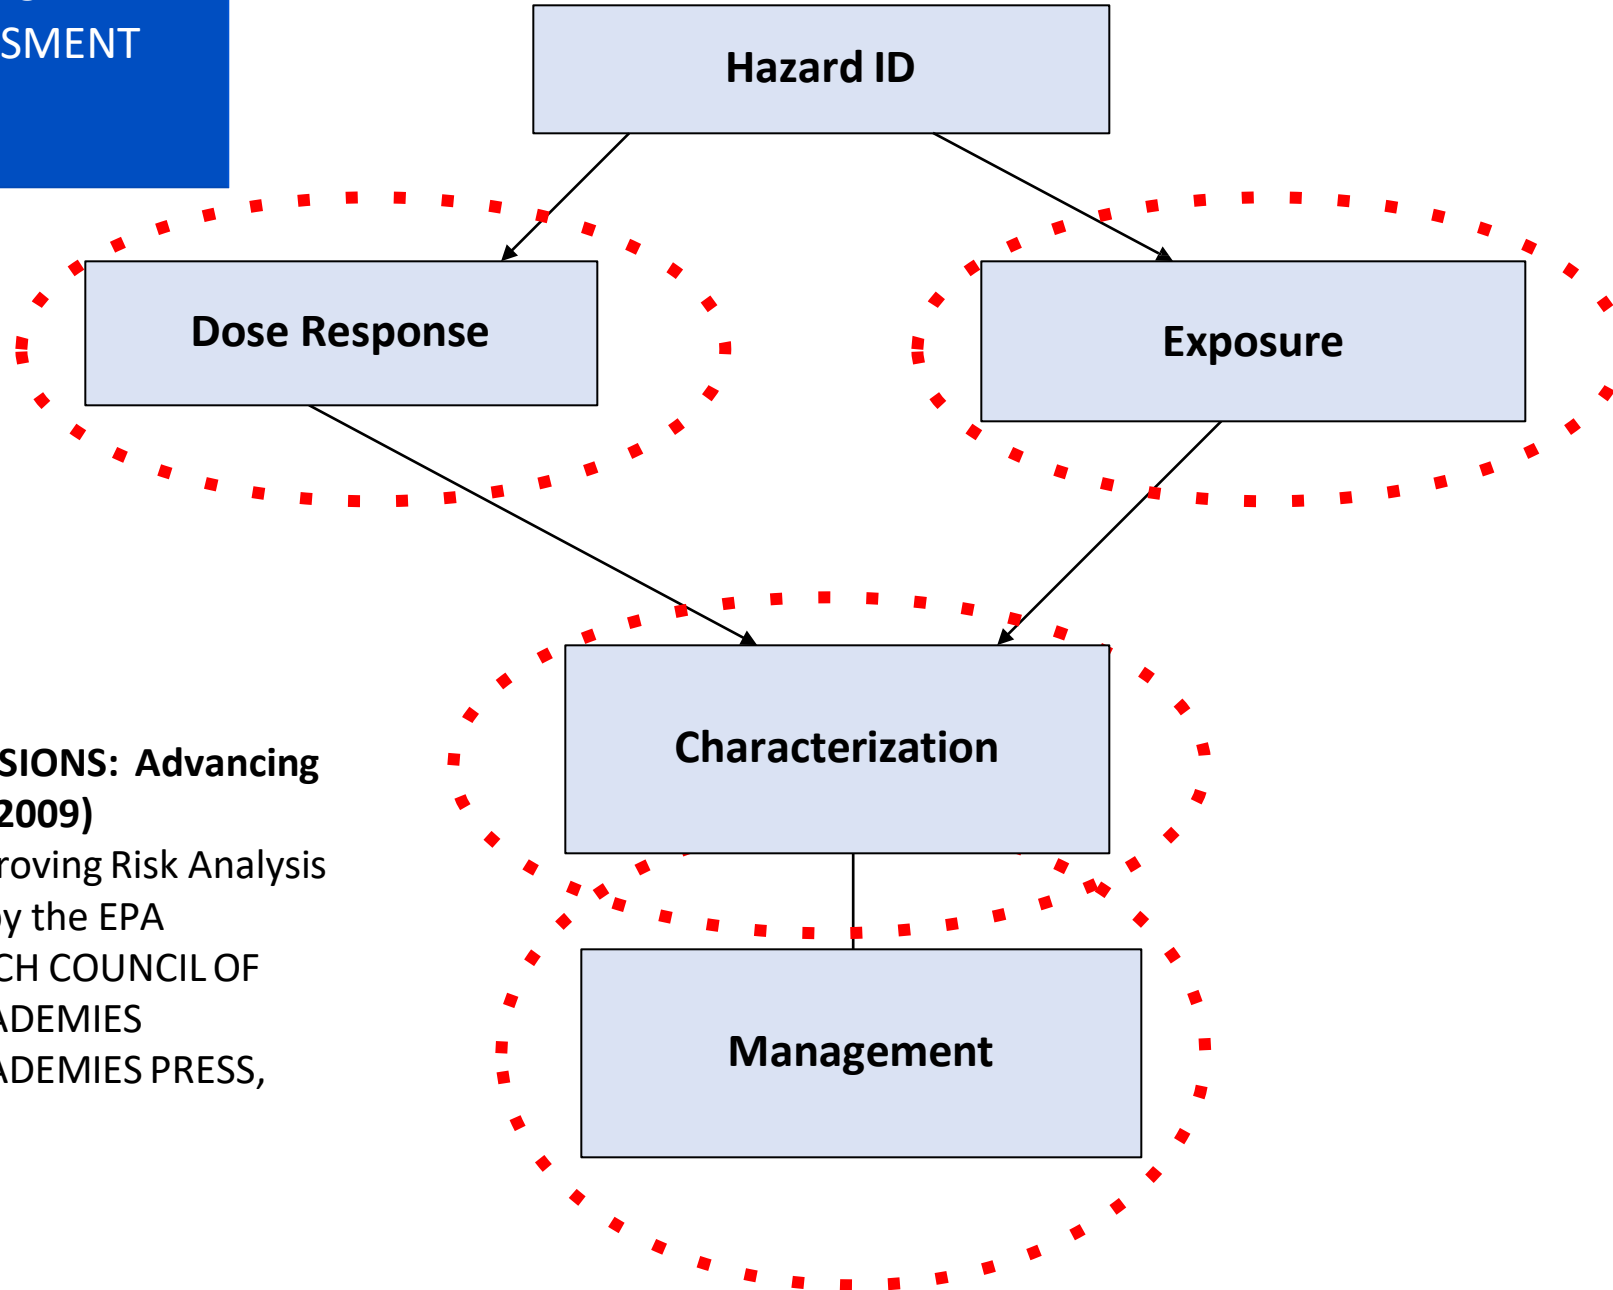 SMENT
Hazard ID
Dose Response
Exposure
Characterization
SIONS: Advancing
2009)
roving Risk Analysis
by the EPA
CH COUNCIL OF
ADEMIES
ADEMIES PRESS,
Management